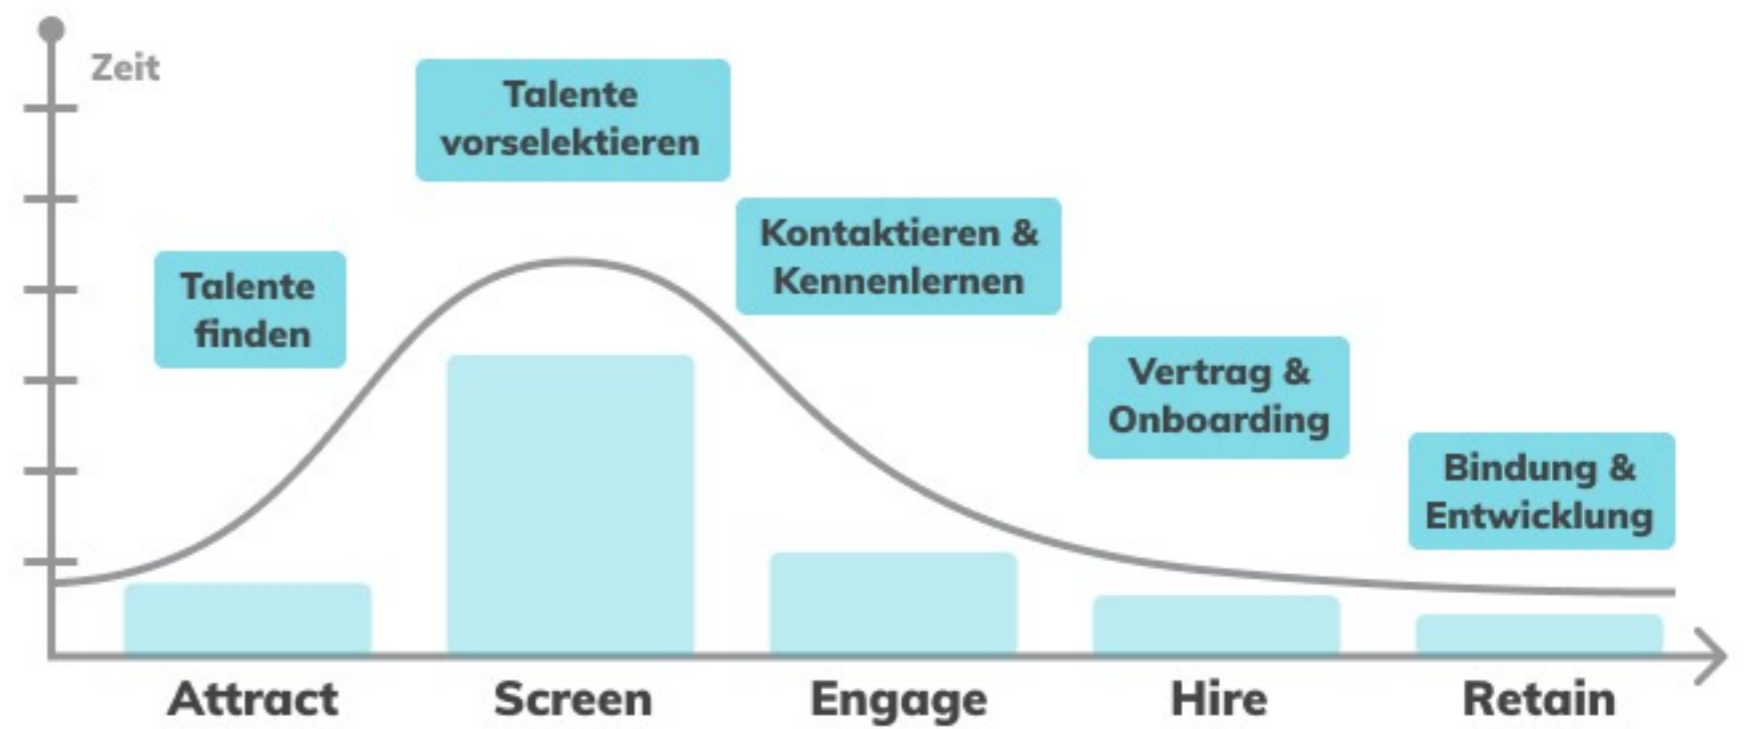 Zeit
Talente
vorselektieren
Kontaktieren &
Kennenlernen
Talente
finden
Vertrag &
Onboarding
Bindung &
Entwicklung
Attract
Screen
Engage
Hire
Retain